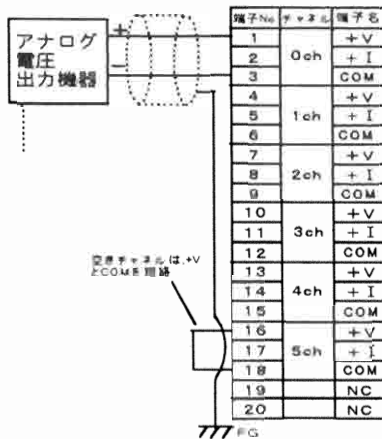 アナログ
電圧
出力機器
+
−
端子No. チャネル 端子名
1 +V
2 0ch +I
3 COM
4 +V
5 1ch +I
6 COM
7 +V
8 2ch +I
9 COM
10 +V
11 3ch +I
12 COM
13 +V
14 4ch +I
15 COM
16 +V
17 5ch +I
18 COM
19 NC
20 NC
空きチャネルは、+V
とCOMを短絡
FG